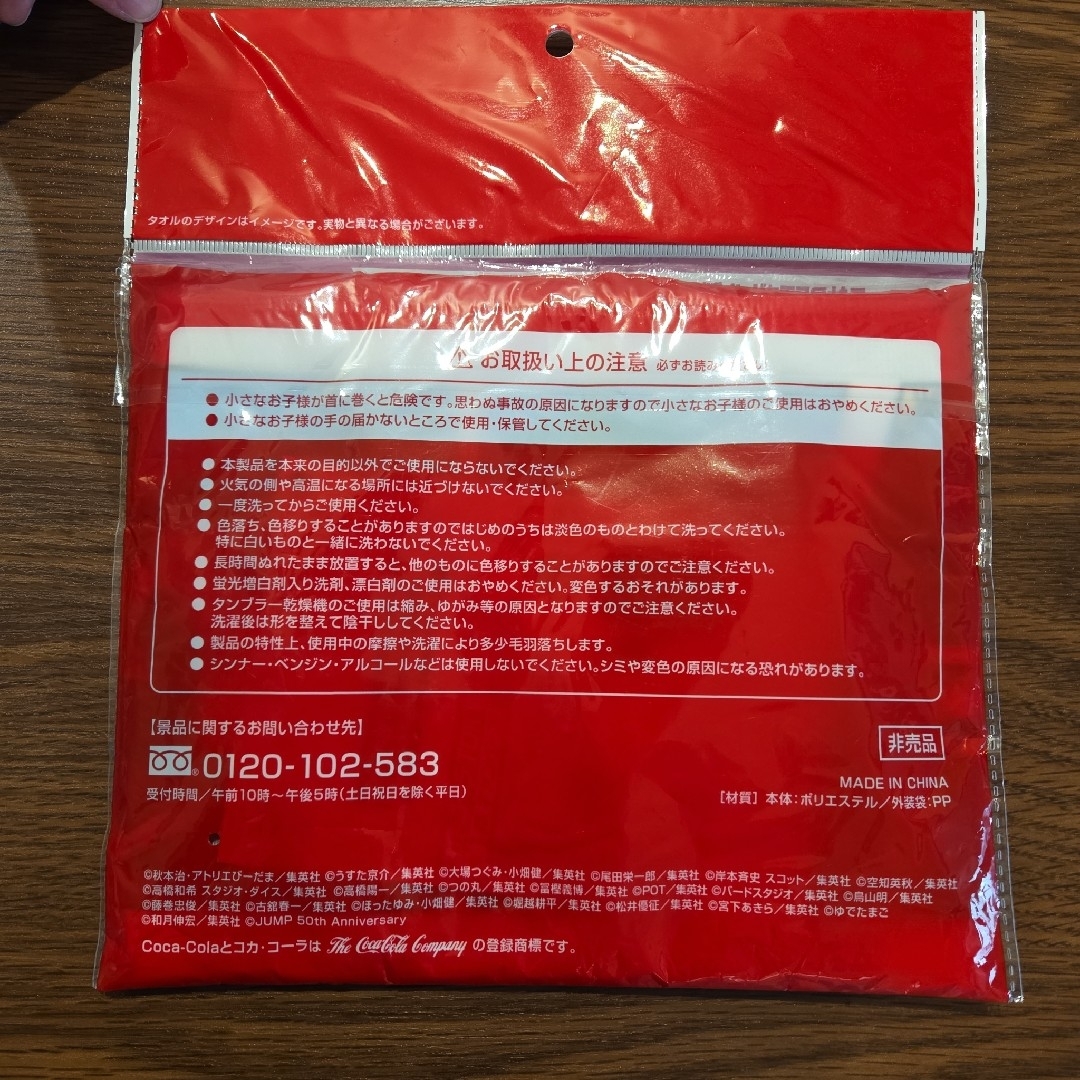 タオルのデザインはイメージです。実物と異なる場合がございます。
⚠ お取扱い上の注意 必ずお読み
● 小さなお子様が首に巻くと危険です。思わぬ事故の原因になりますので小さなお子様のご使用はおやめください。
● 小さなお子様の手の届かないところで使用・保管してください。
● 本製品を本来の目的以外でご使用にならないでください。
● 火気の側や高温になる場所には近づけないでください。
● 一度洗ってからご使用ください。
● 色落ち、色移りすることがありますのではじめのうちは淡色のものとわけて洗ってください。
特に白いものと一緒に洗わないでください。
● 長時間ぬれたまま放置すると、他のものに色移りすることがありますのでご注意ください。
● 蛍光増白剤入り洗剤、漂白剤のご使用はおやめください。変色するおそれがあります。
● タンブラー乾燥機のご使用は縮み、ゆがみ等の原因となりますのでご注意ください。
洗濯後は形を整えて陰干ししてください。
● 製品の特性上、使用中の摩擦や洗濯により多少毛羽落ちします。
● シンナー・ベンジン・アルコールなどは使用しないでください。シミや変色の原因になる恐れがあります。
【景品に関するお問い合わせ先】
0120-102-583
受付時間/午前10時〜午後5時(土日祝日を除く平日)
非売品
MADE IN CHINA
[材質] 本体:ポリエステル/外装袋:PP
©秋本治・アトリエびーだま/集英社 ©うすた京介/集英社 ©大場つぐみ・小畑健/集英社 ©尾田栄一郎/集英社 ©岸本斉史 スコット/集英社 ©空知英秋/集英社
©高橋和希 スタジオ・ダイス/集英社 ©高橋陽一/集英社 ©つの丸/集英社 ©冨樫義博/集英社 ©POT/集英社 ©バードスタジオ/集英社 ©鳥山明/集英社
©藤巻忠俊/集英社 ©古舘春一/集英社 ©ほったゆみ・小畑健/集英社 ©堀越耕平/集英社 ©松井優征/集英社 ©宮下あきら/集英社 ©ゆでたまご
©和月伸宏/集英社 ©JUMP 50th Anniversary
Coca-Colaとコカ・コーラは The Coca-Cola Company の登録商標です。